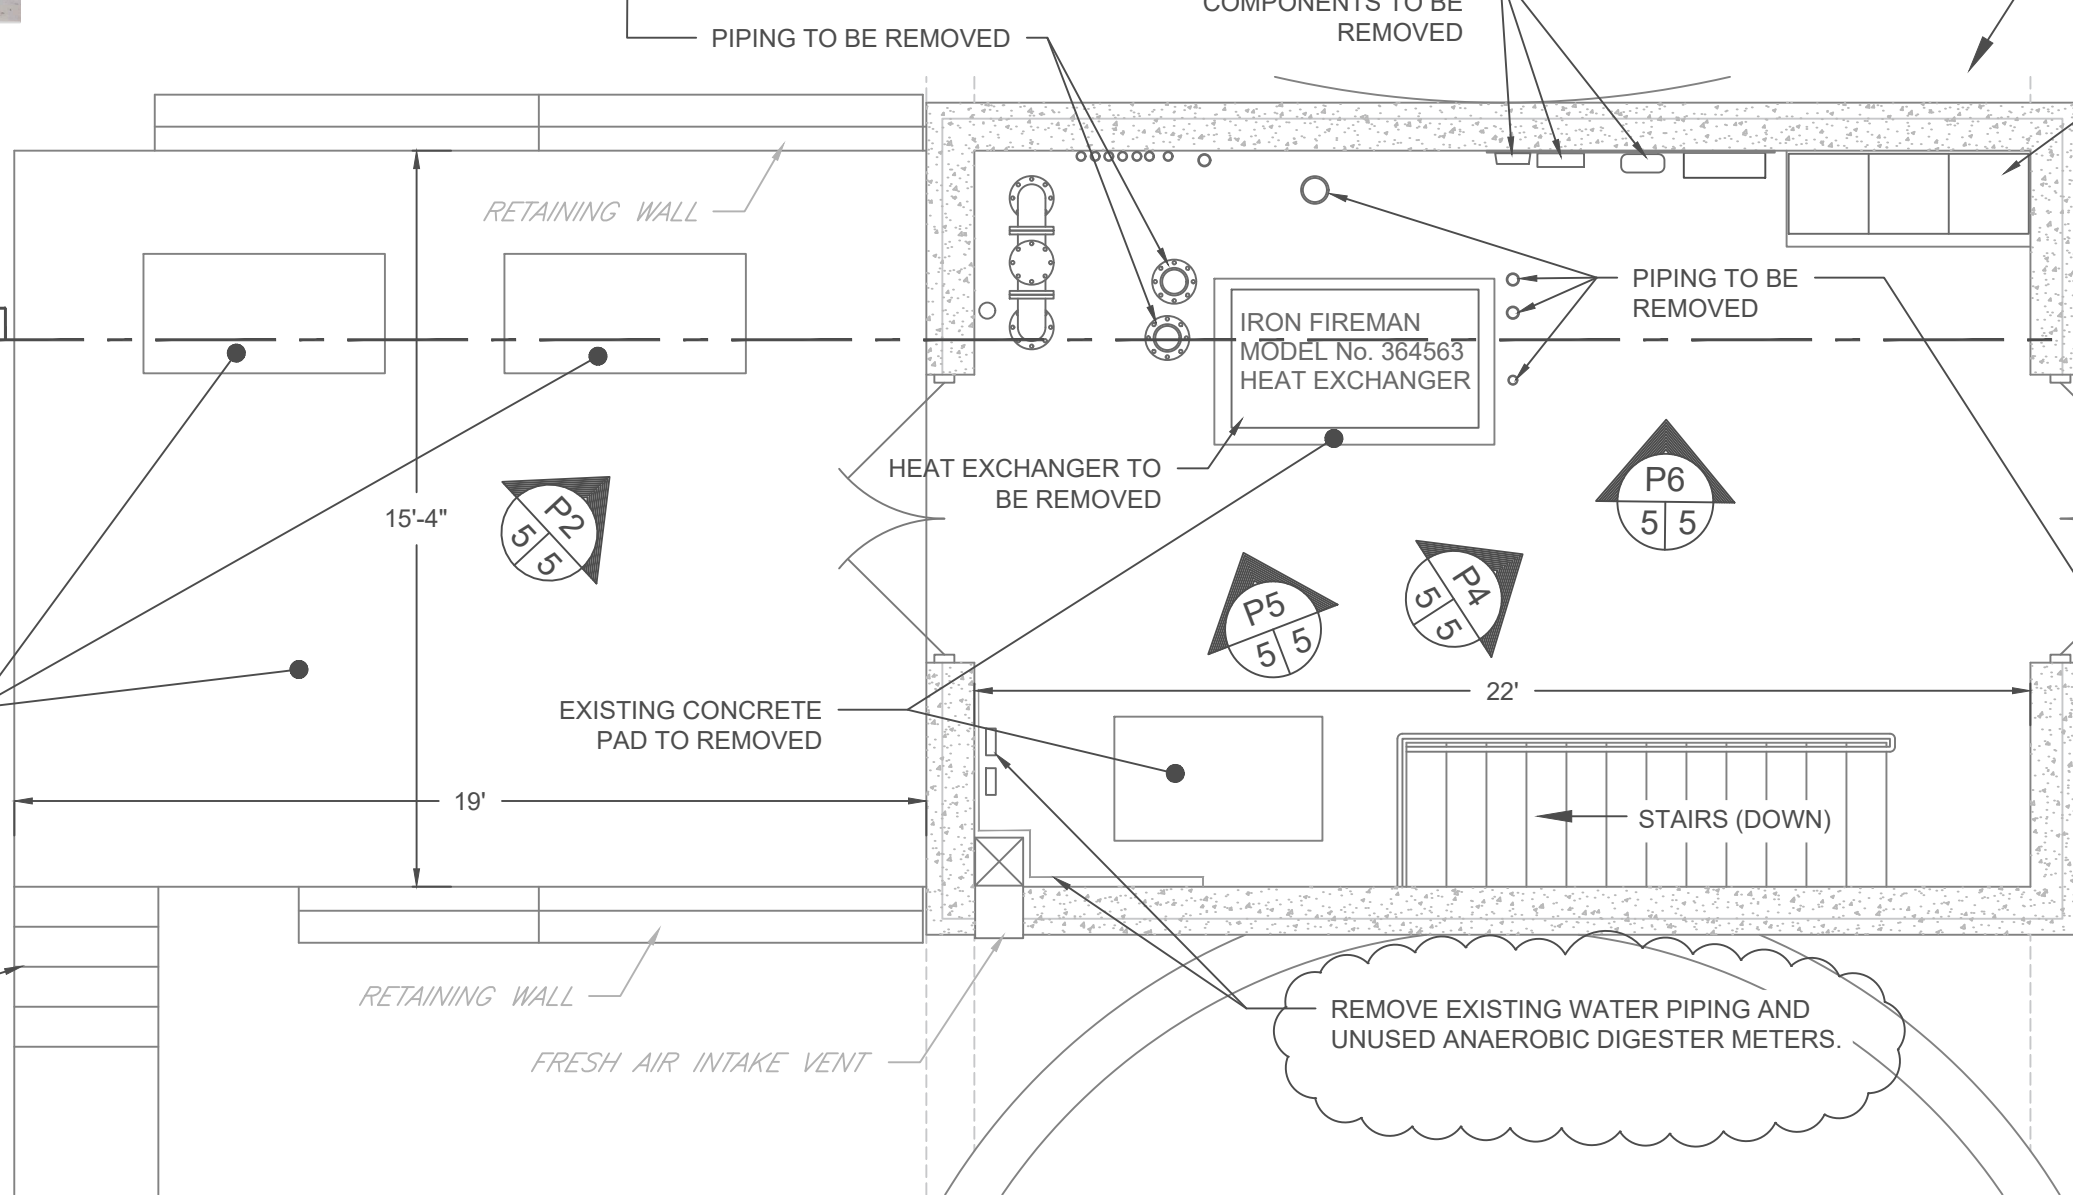 COMPONENTS TO BE
REMOVED
PIPING TO BE REMOVED
RETAINING WALL
PIPING TO BE
REMOVED
IRON FIREMAN
MODEL No. 364563
HEAT EXCHANGER
HEAT EXCHANGER TO
BE REMOVED
P6
5 5
15'-4"
P2
5 5
P4
5 5
P5
5 5
22'
EXISTING CONCRETE
PAD TO REMOVED
19'
STAIRS (DOWN)
RETAINING WALL
REMOVE EXISTING WATER PIPING AND
UNUSED ANAEROBIC DIGESTER METERS.
FRESH AIR INTAKE VENT